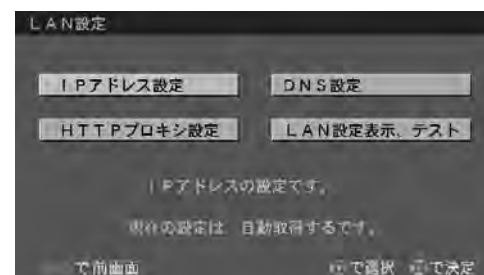 LAN設定
IPアドレス設定 DNS設定
HTTPプロキシ設定 LAN設定表示、テスト
IPアドレスの設定です。
現在の設定は 自動取得するです。
で前画面 で選択 で決定